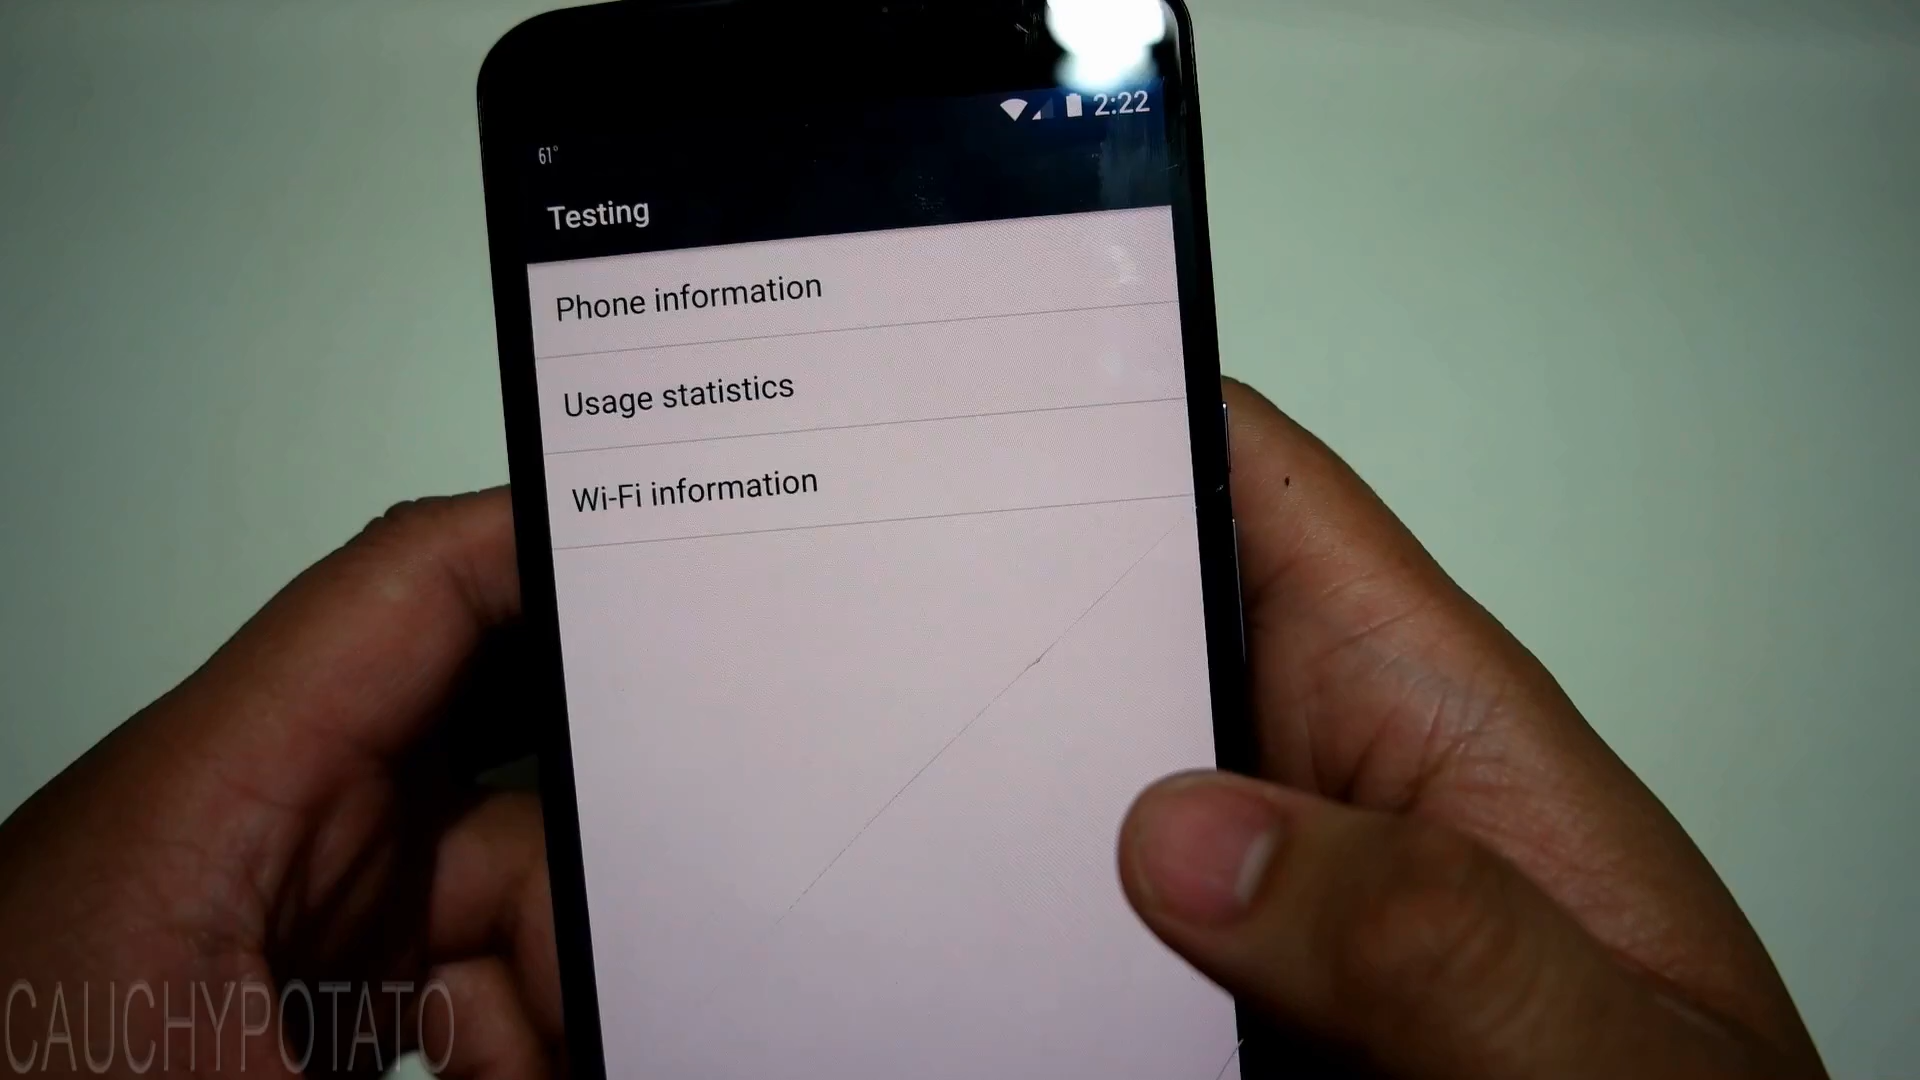 2:22
61°
Testing
Phone information
Usage statistics
Wi-Fi information
CAUCHYPOTATO